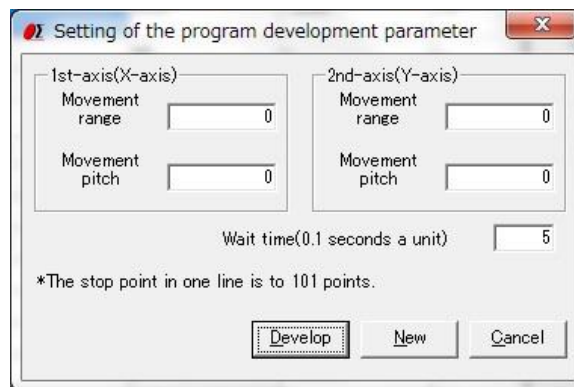 Setting of the program development parameter
1st-axis(X-axis)
Movement
range
0
Movement
pitch
0
2nd-axis(Y-axis)
Movement
range
0
Movement
pitch
0
Wait time(0.1 seconds a unit)
5
*The stop point in one line is to 101 points.
Develop
New
Cancel